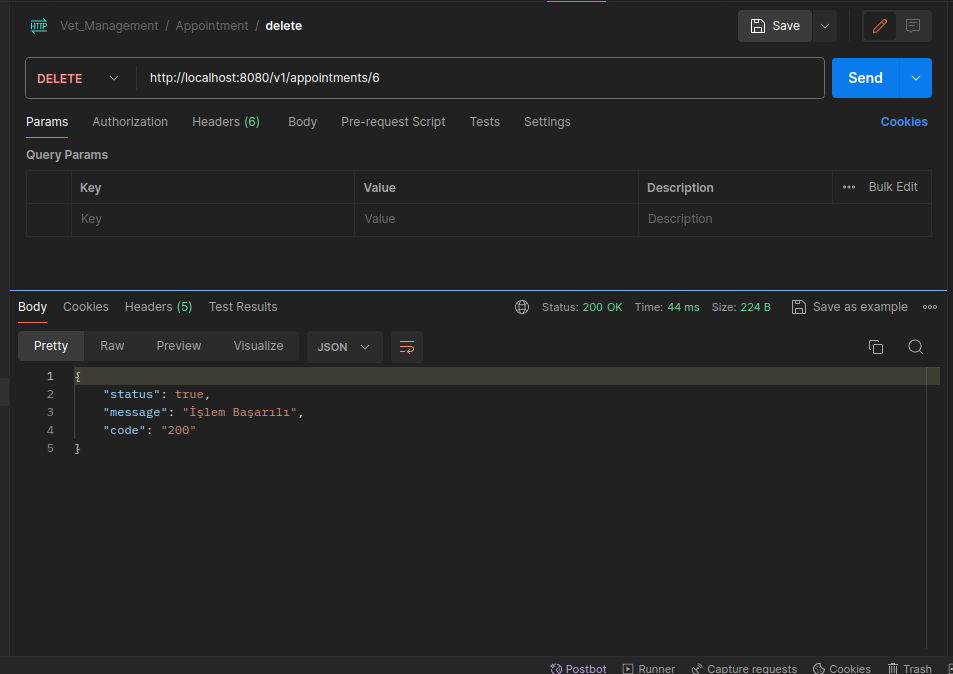 HTTP Vet_Management / Appointment / delete Save
DELETE http://localhost:8080/v1/appointments/6 Send
Params Authorization Headers (6) Body Pre-request Script Tests Settings Cookies
Query Params
Key Value Description Bulk Edit
Key Value Description
Body Cookies Headers (5) Test Results Status: 200 OK Time: 44 ms Size: 224 B Save as example
Pretty Raw Preview Visualize JSON
1 {
2 "status": true,
3 "message": "İşlem Başarılı",
4 "code": "200"
5 }
Postbot Runner Capture requests Cookies Trash